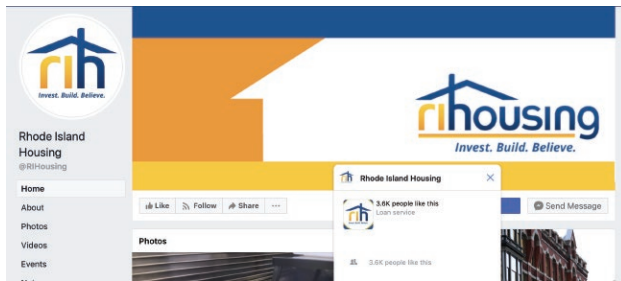 rih
Invest. Build. Believe.
Rhode Island
Housing
@RIHousing
Home
About
Photos
Videos
Events
rihousing
Invest. Build. Believe.
Like Follow Share ...
Send Message
Photos
Rhode Island Housing
rih
3.6K people like this
Loan service
3.6K people like this